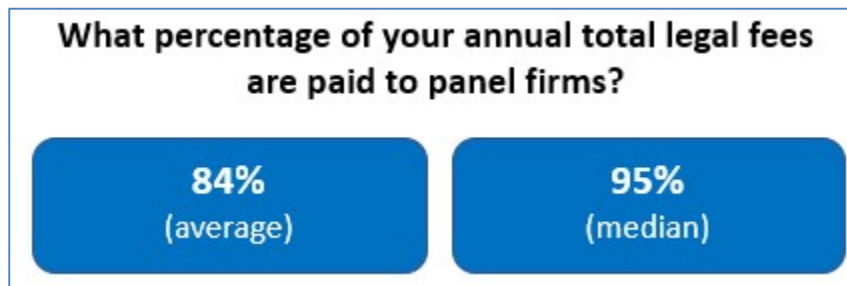 What percentage of your annual total legal fees
are paid to panel firms?
84%
(average)
95%
(median)